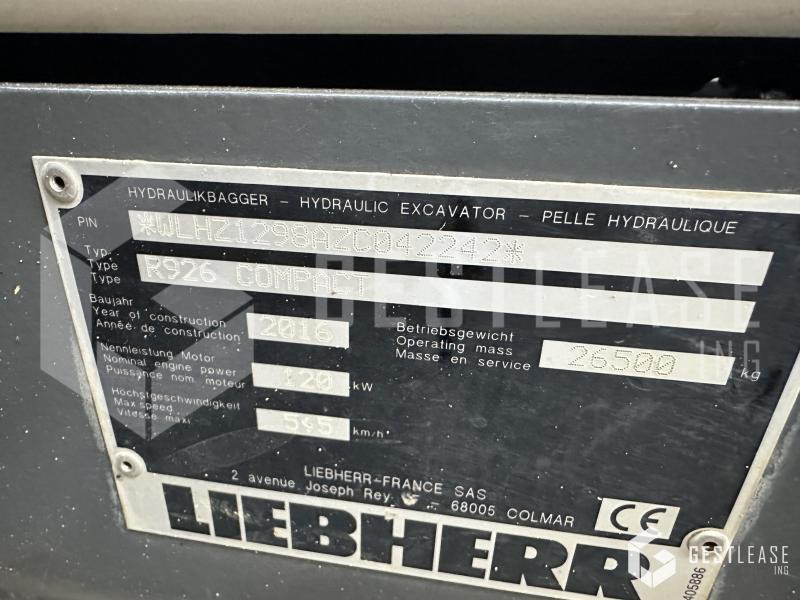 HYDRAULIKBAGGER - HYDRAULIC EXCAVATOR - PELLE HYDRAULIQUE
PIN *WLHZ1298AZC042242*
Typ.
Type R926 COMPACT
Type
Baujahr
Year of construction 2016
Année de construction
Betriebsgewicht
Operating mass 26500 kg
Masse en service
Nennleistung Motor
Nominal engine power 120 kW
Puissance nom. moteur
Höchstgeschwindigkeit
Max.speed km/h
Vitesse maxi
LIEBHERR-FRANCE SAS
2 avenue Joseph Rey
68005 COLMAR
CE
LIEBHERR
405886
GESTLEASE
ING
GESTLEASE
ING